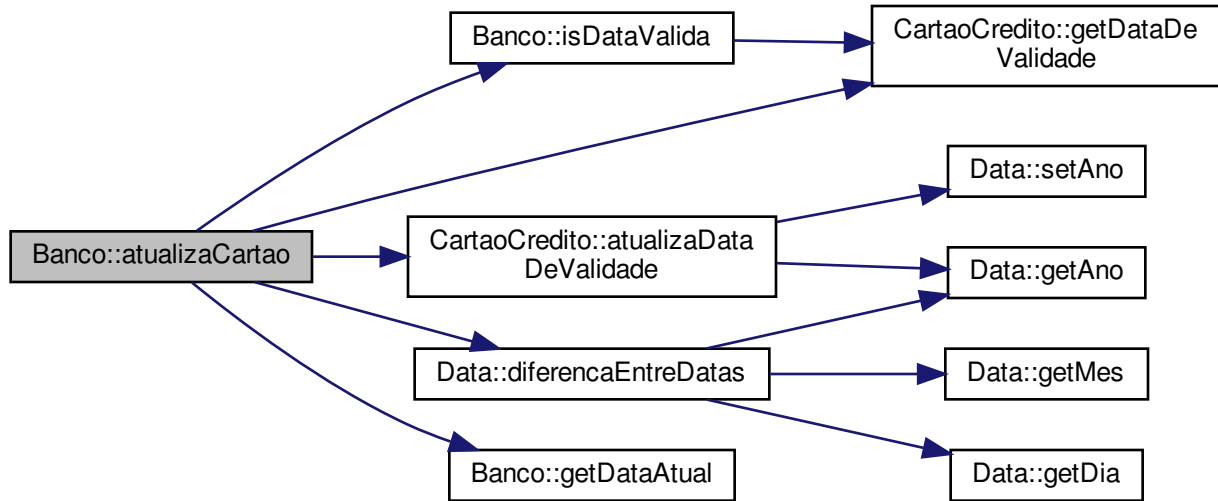 Banco::isDataValida
CartaoCredito::getDataDe
Validade
Data::setAno
Banco::atualizaCartao
CartaoCredito::atualizaData
DeValidade
Data::getAno
Data::diferencaEntreDatas
Data::getMes
Banco::getDataAtual
Data::getDia